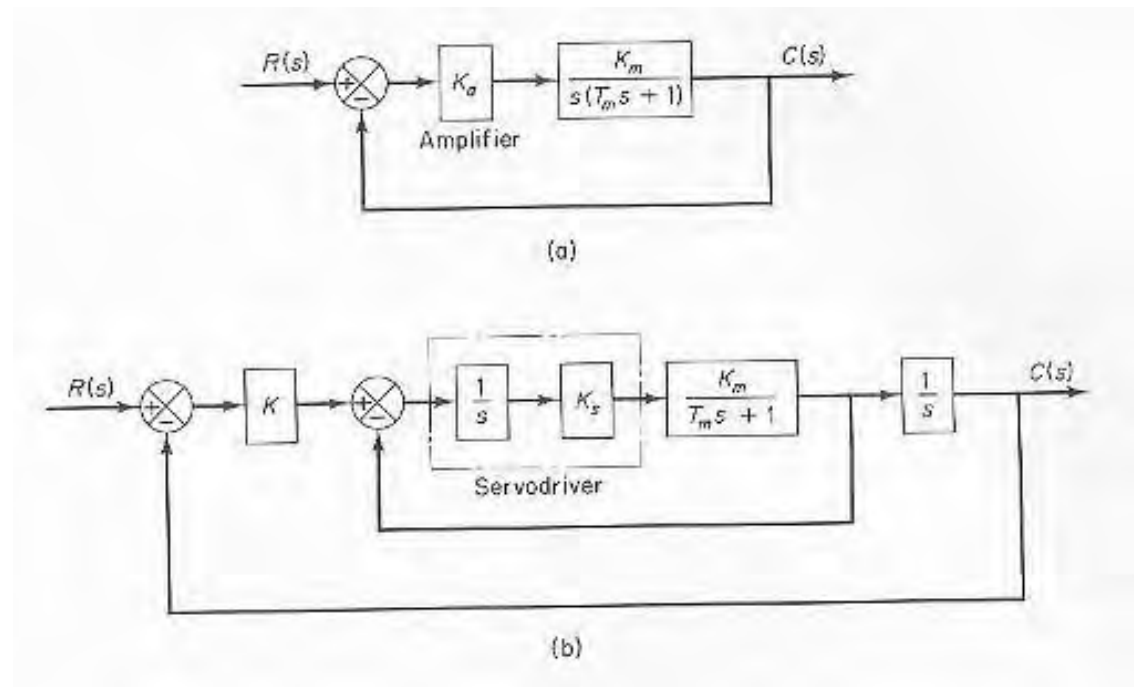 R(s)
+
−
K_a
K_m
s(T_m s + 1)
C(s)
Amplifier
(a)
R(s)
+
−
K
+
−
1
s
K_s
K_m
T_m s + 1
1
s
C(s)
Servodriver
(b)